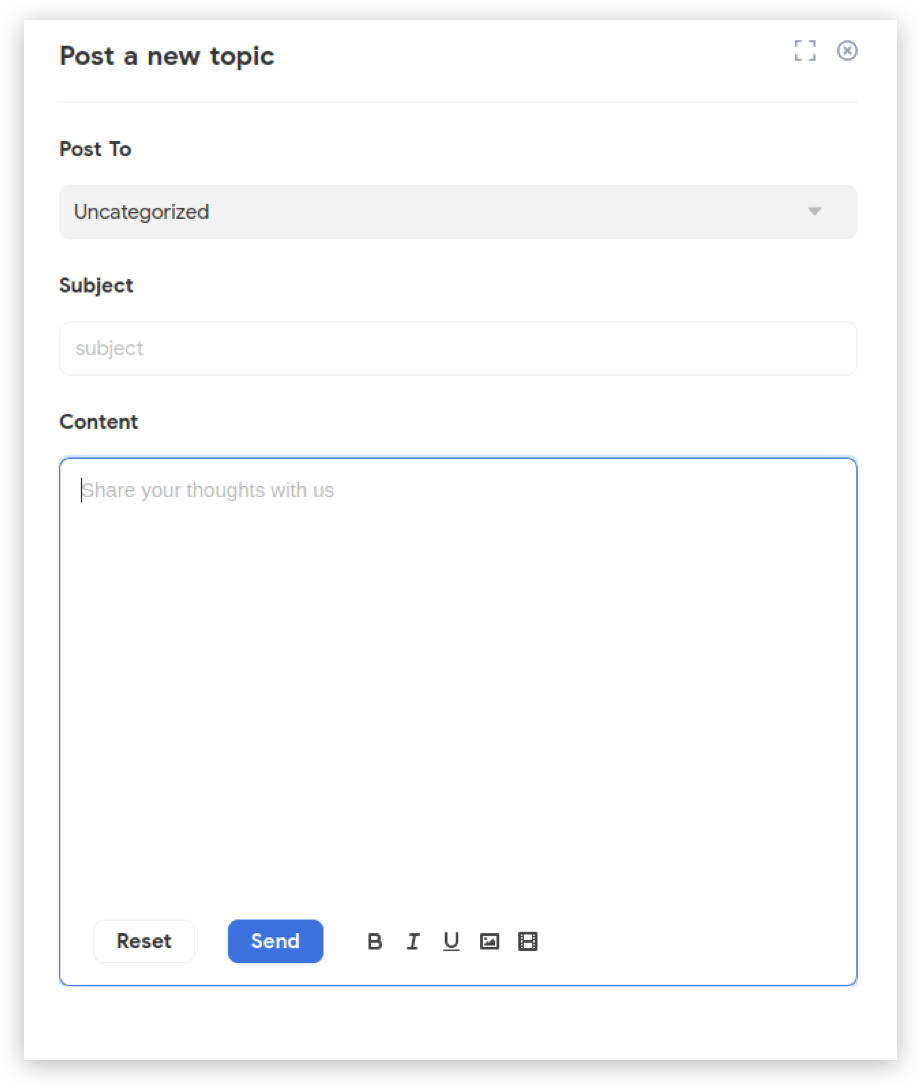 Post a new topic
Post To
Uncategorized
Subject
subject
Content
Share your thoughts with us
Reset Send B I U